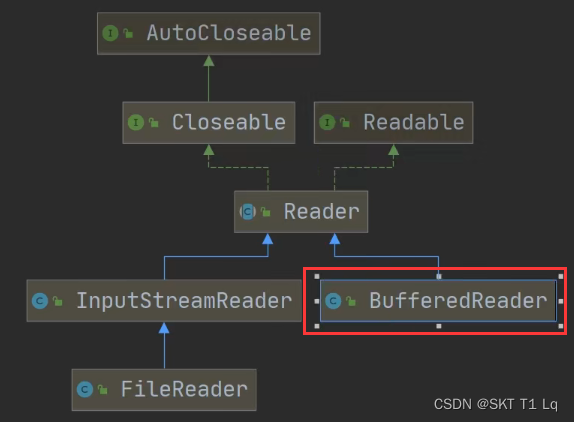 AutoCloseable
Closeable
Readable
Reader
InputStreamReader
BufferedReader
FileReader
CSDN @SKT T1 Lq